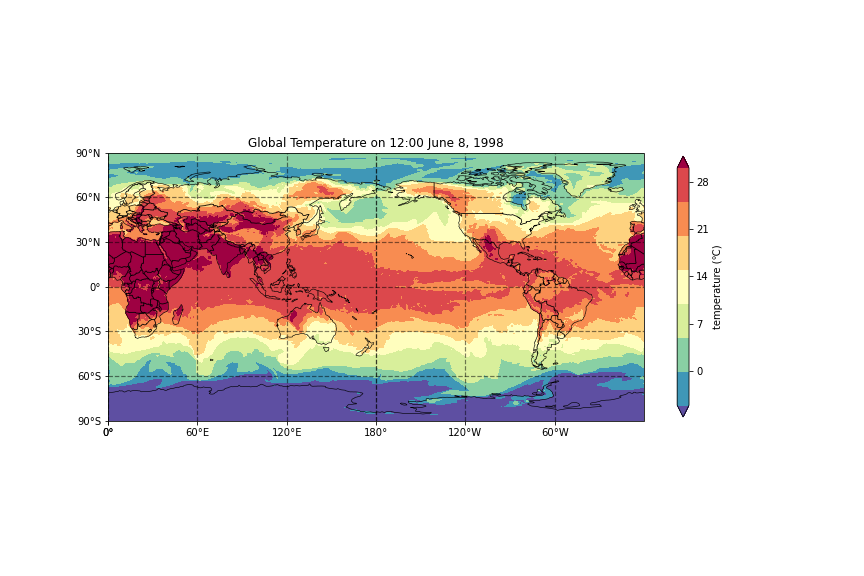 Global Temperature on 12:00 June 8, 1998
90°N
60°N
30°N
0°
30°S
60°S
90°S
0°
60°E
120°E
180°
120°W
60°W
28
21
14
7
0
temperature (℃)